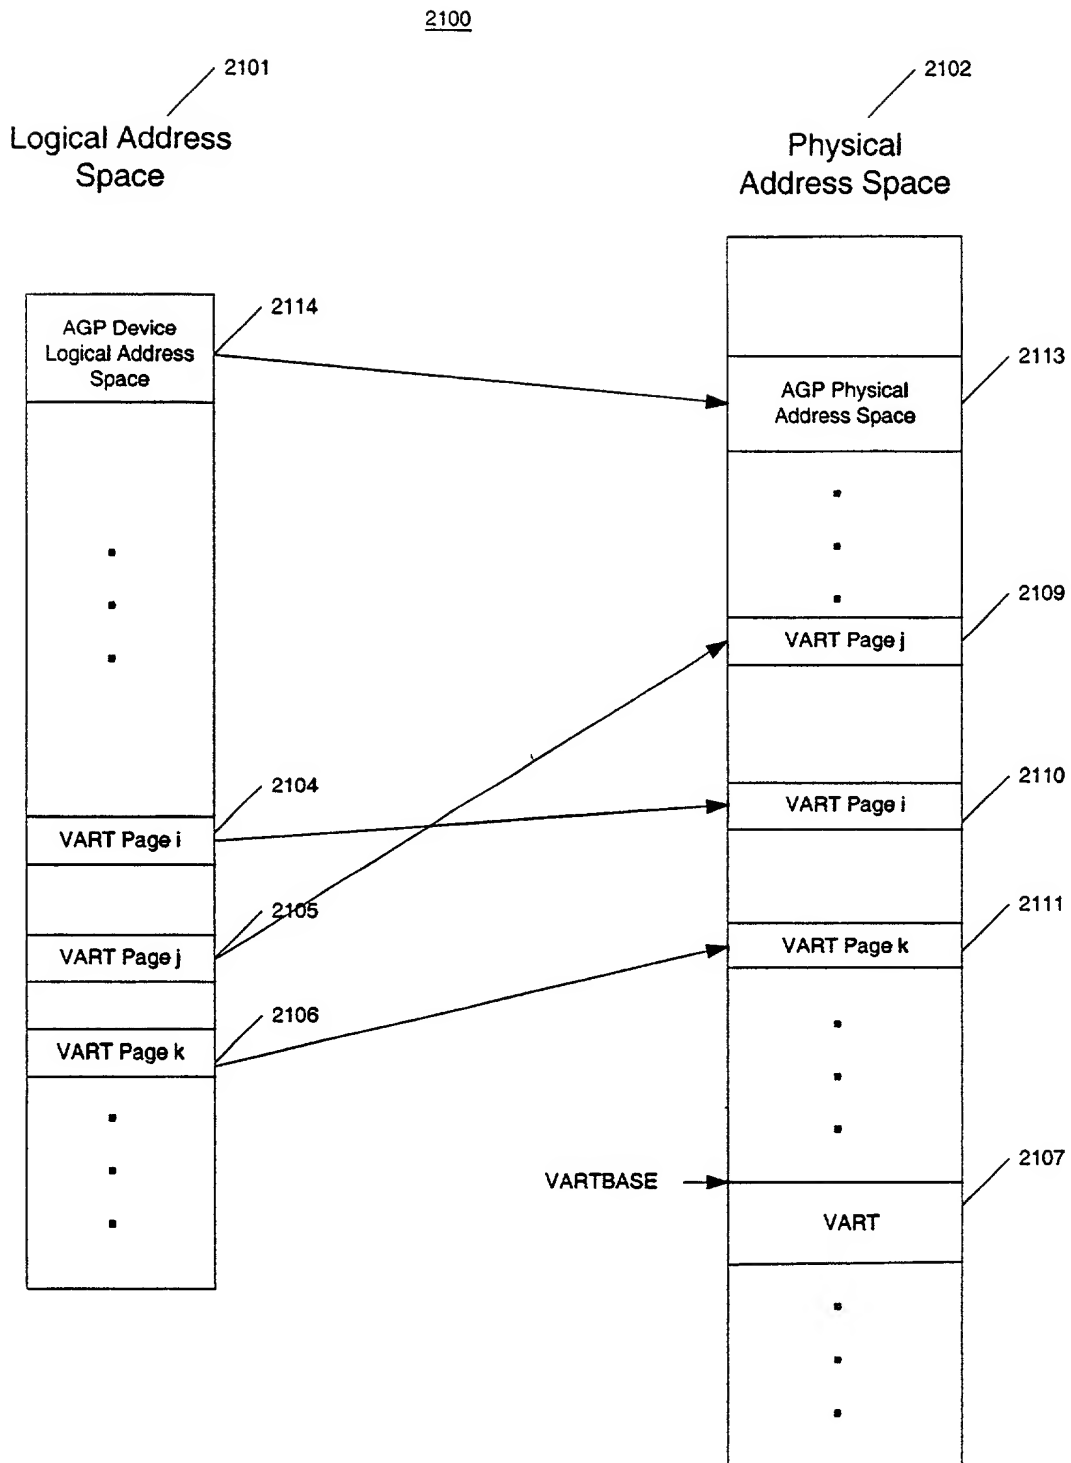 2100
2101
2102
Logical Address
Space
Physical
Address Space
AGP Device
Logical Address
Space
2114
AGP Physical
Address Space
2113
VART Page j
2109
VART Page i
2104
VART Page i
2110
VART Page j
2105
VART Page k
2111
VART Page k
2106
VARTBASE
VART
2107